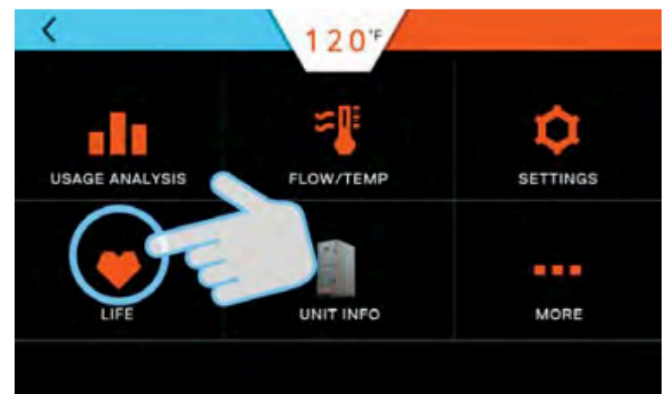 120°F
USAGE ANALYSIS
FLOW/TEMP
SETTINGS
LIFE
UNIT INFO
MORE